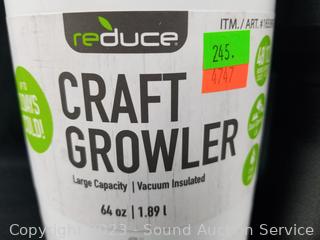 reduce
ITM. / ART. #
245.
4747
CRAFT
GROWLER
Large Capacity | Vacuum Insulated
64 oz | 1.89 l
Copyright 2023 - Sound Auction Service